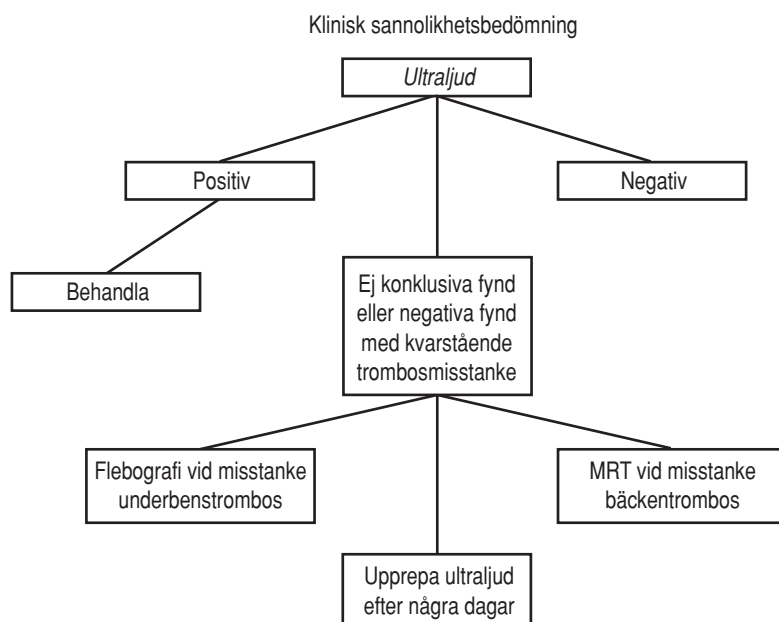 Klinisk sannolikhetsbedömning
Ultraljud
Positiv
Negativ
Behandla
Ej konklusiva fynd
eller negativa fynd
med kvarstående
trombosmisstanke
Flebografi vid misstanke
underbenstrombos
MRT vid misstanke
bäckentrombos
Upprepa ultraljud
efter några dagar